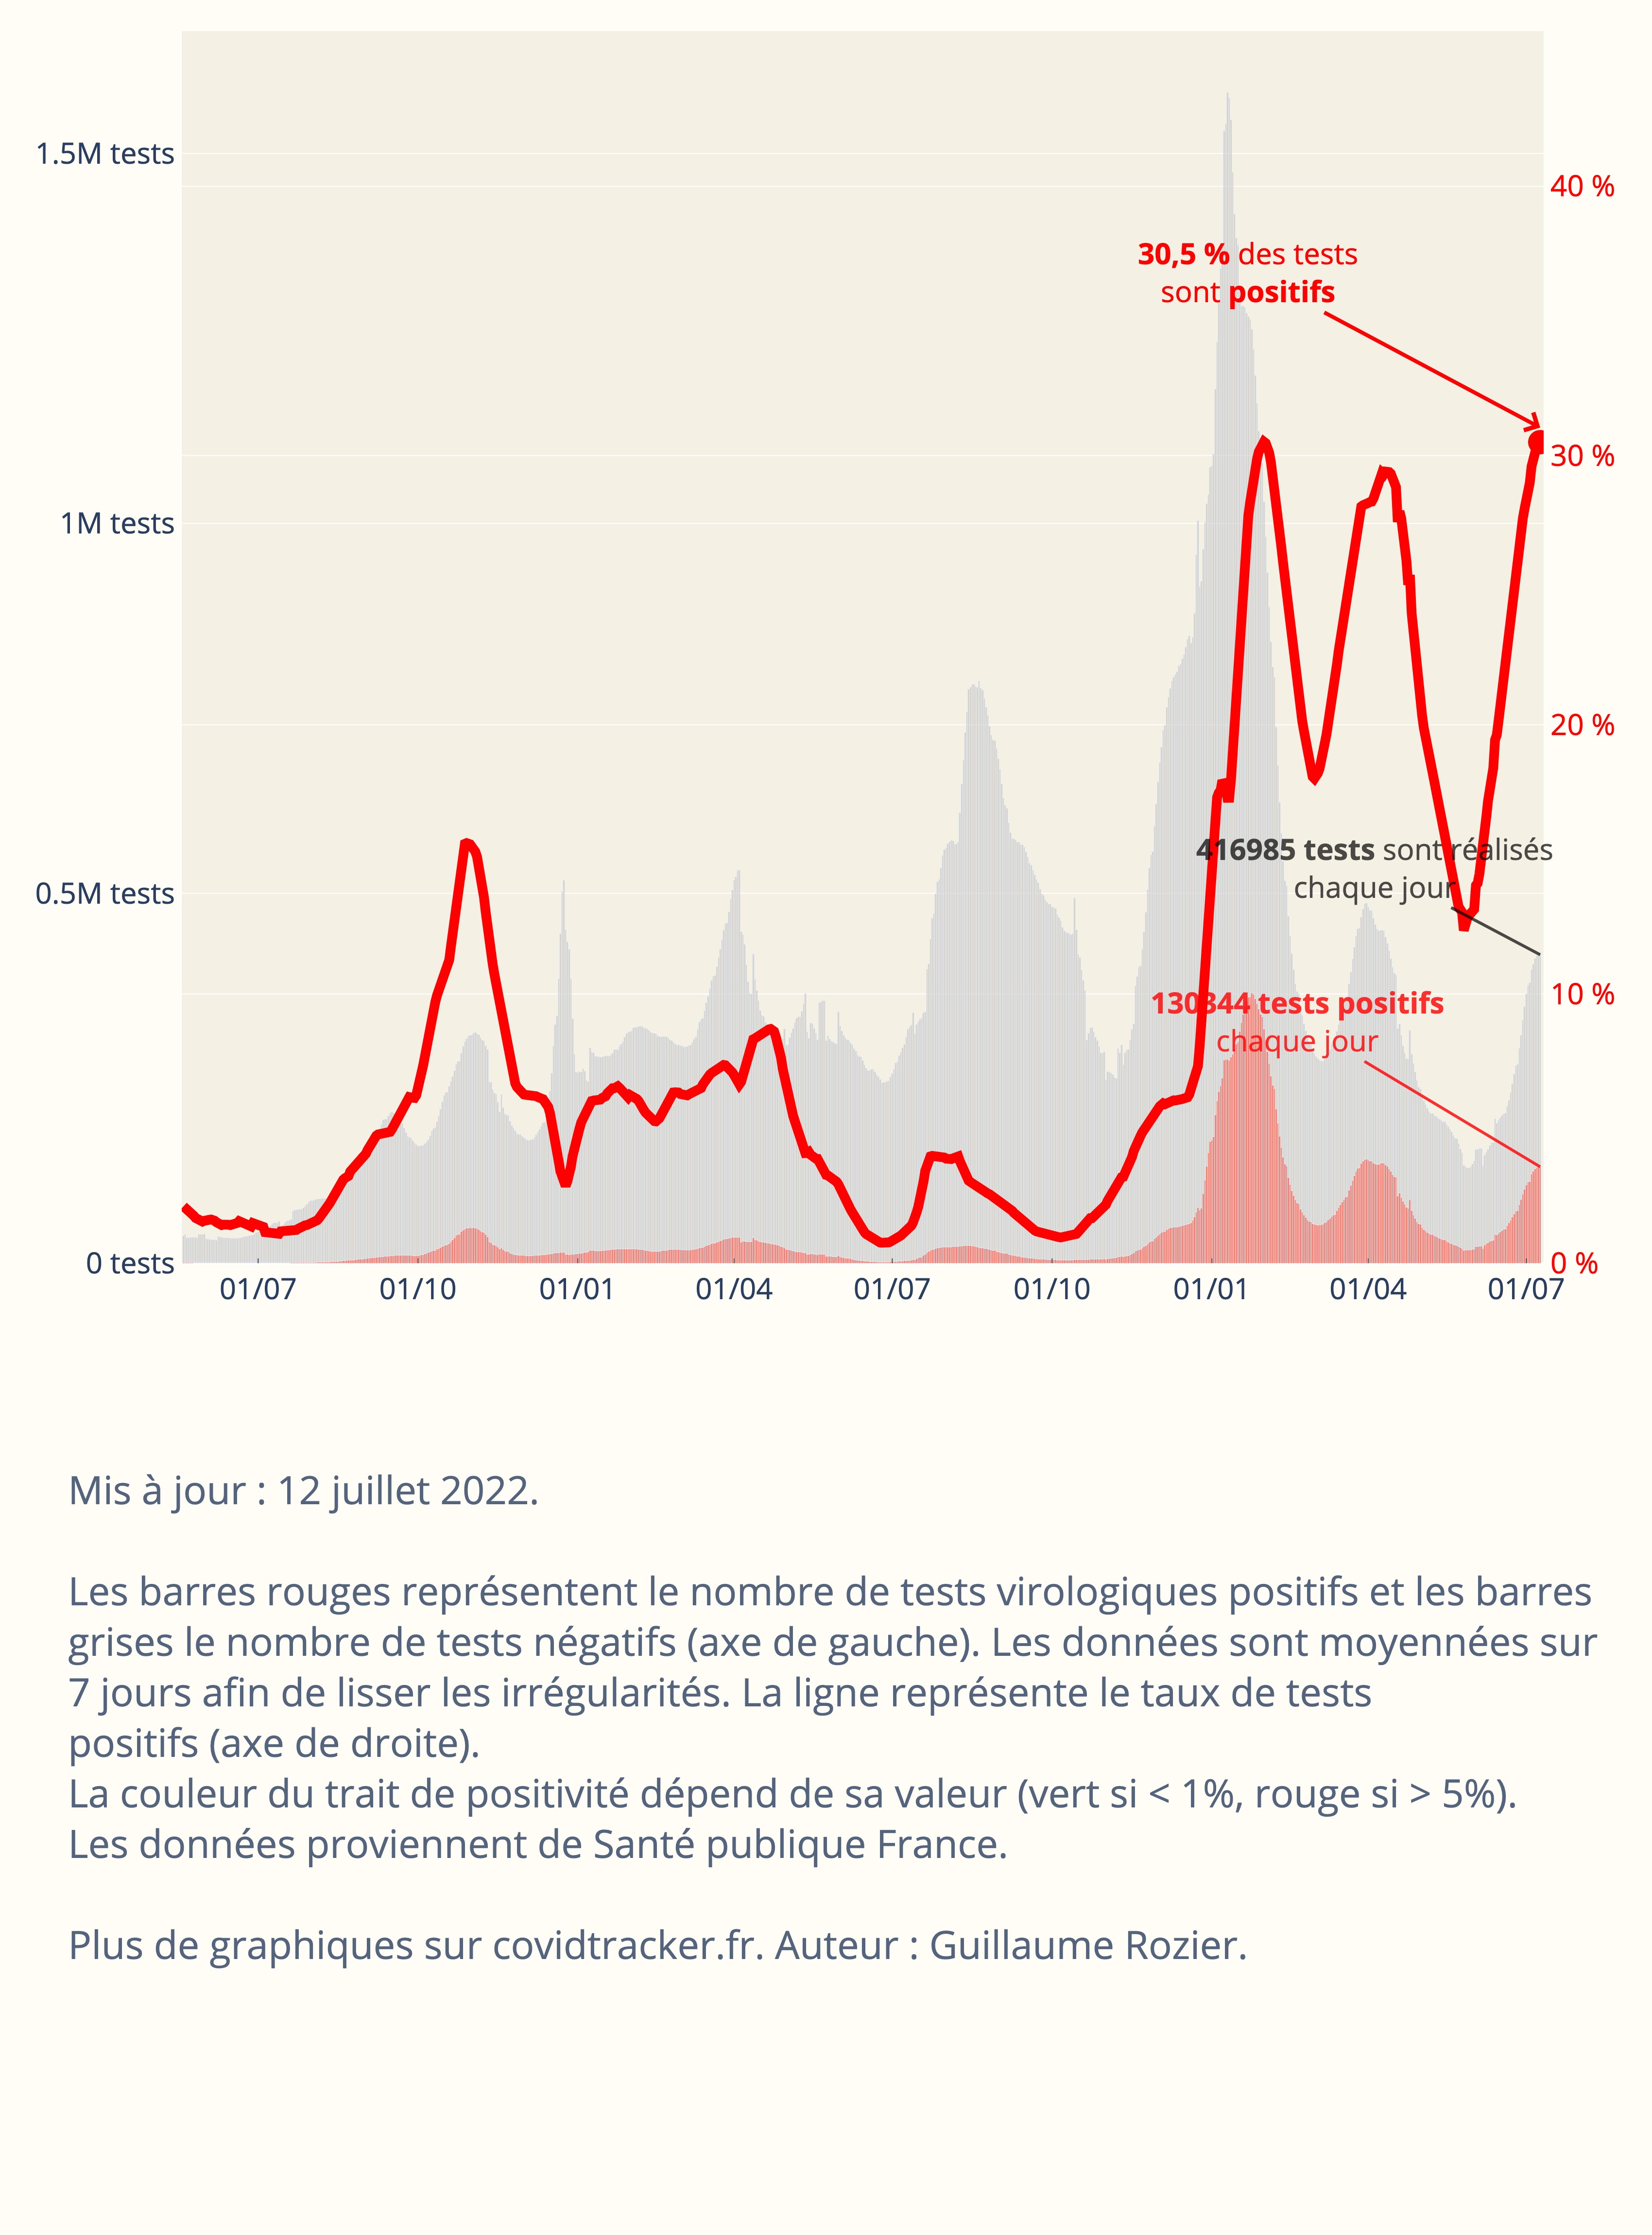 1.5M tests
40 %
30,5 % des tests
sont positifs
30 %
1M tests
20 %
416985 tests sont réalisés
chaque jour
0.5M tests
10 %
130344 tests positifs
chaque jour
0 tests
0 %
01/07
01/10
01/01
01/04
01/07
01/10
01/01
01/04
01/07
Mis à jour : 12 juillet 2022.
Les barres rouges représentent le nombre de tests virologiques positifs et les barres
grises le nombre de tests négatifs (axe de gauche). Les données sont moyennées sur
7 jours afin de lisser les irrégularités. La ligne représente le taux de tests
positifs (axe de droite).
La couleur du trait de positivité dépend de sa valeur (vert si < 1%, rouge si > 5%).
Les données proviennent de Santé publique France.
Plus de graphiques sur covidtracker.fr. Auteur : Guillaume Rozier.